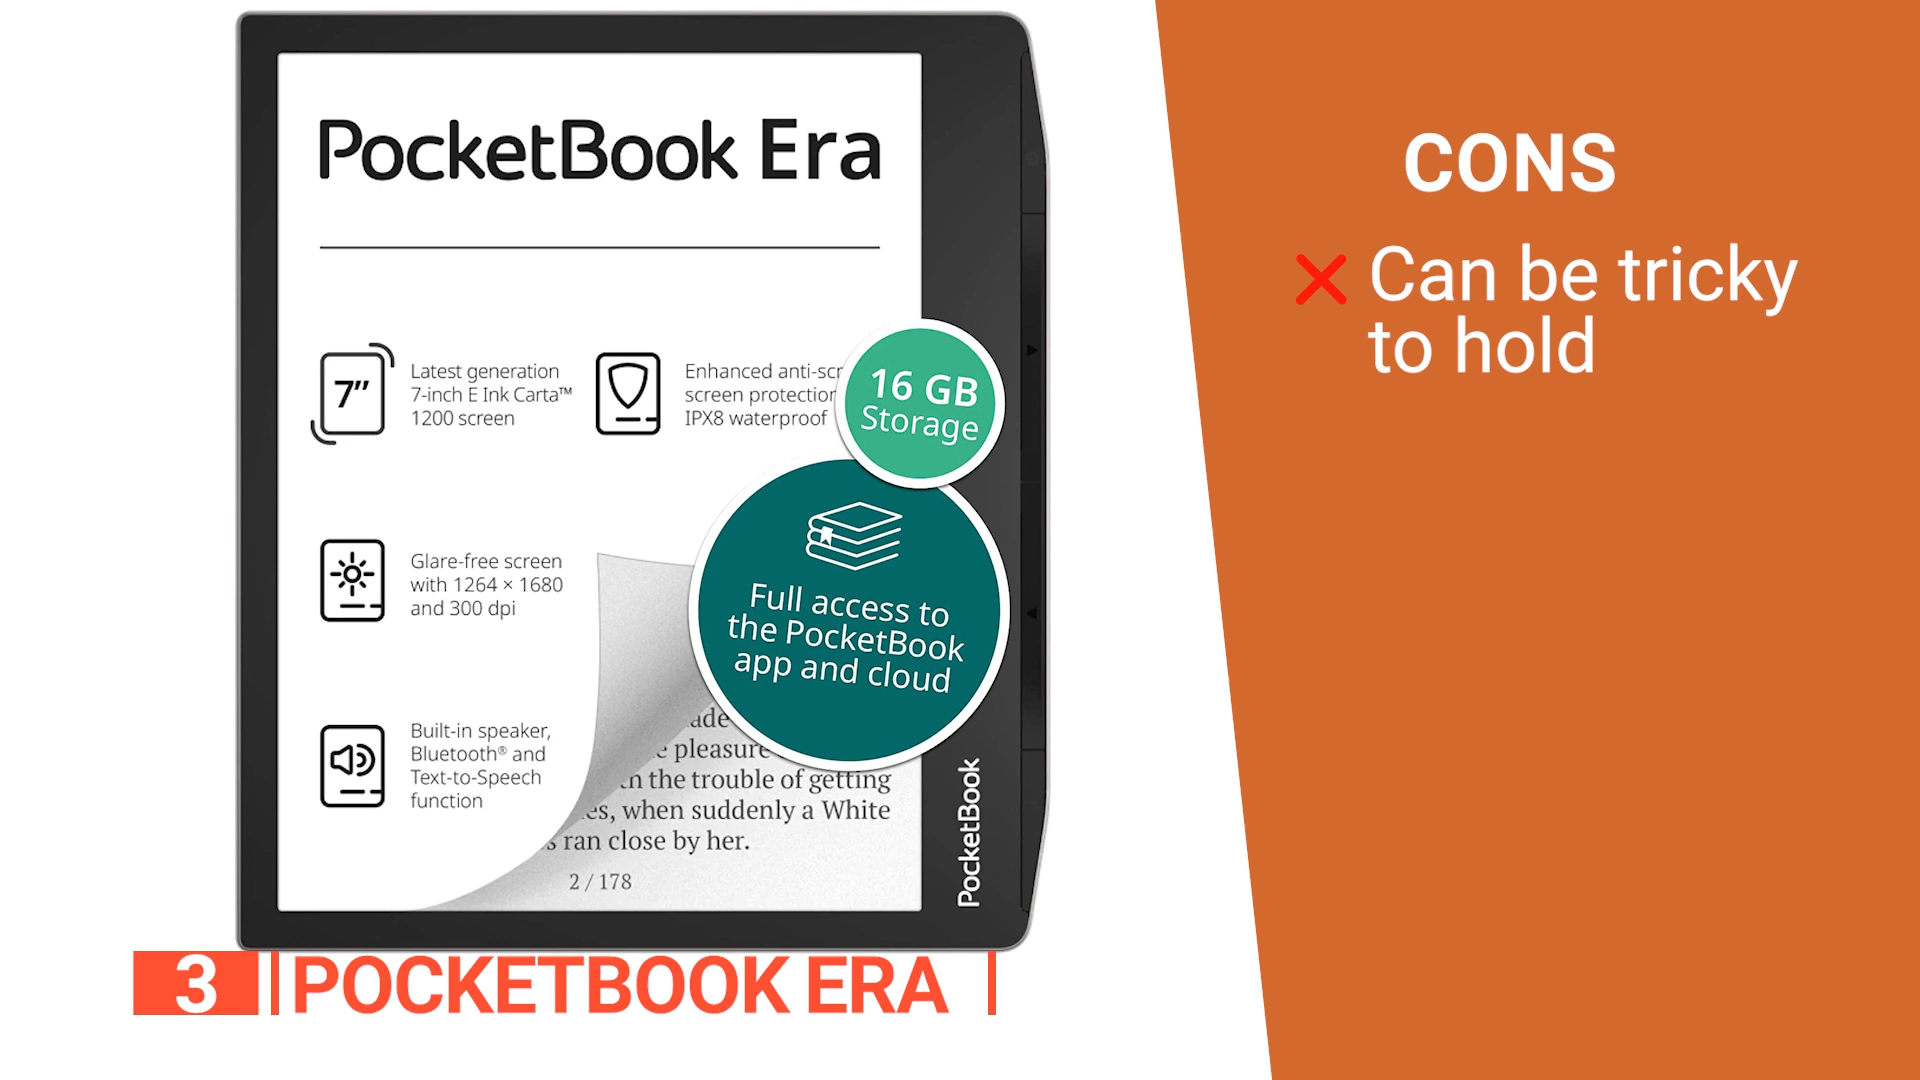 PocketBook Era
7”
Latest generation
7-inch E Ink Carta™
1200 screen
Enhanced anti-scr
screen protection
IPX8 waterproof
16 GB
Storage
Glare-free screen
with 1264 × 1680
and 300 dpi
Full access to
the PocketBook
app and cloud
Built-in speaker,
Bluetooth® and
Text-to-Speech
function
pleasure
the trouble of getting
when suddenly a White
ran close by her.
2 / 178
PocketBook
3 POCKETBOOK ERA
CONS
Can be tricky
to hold